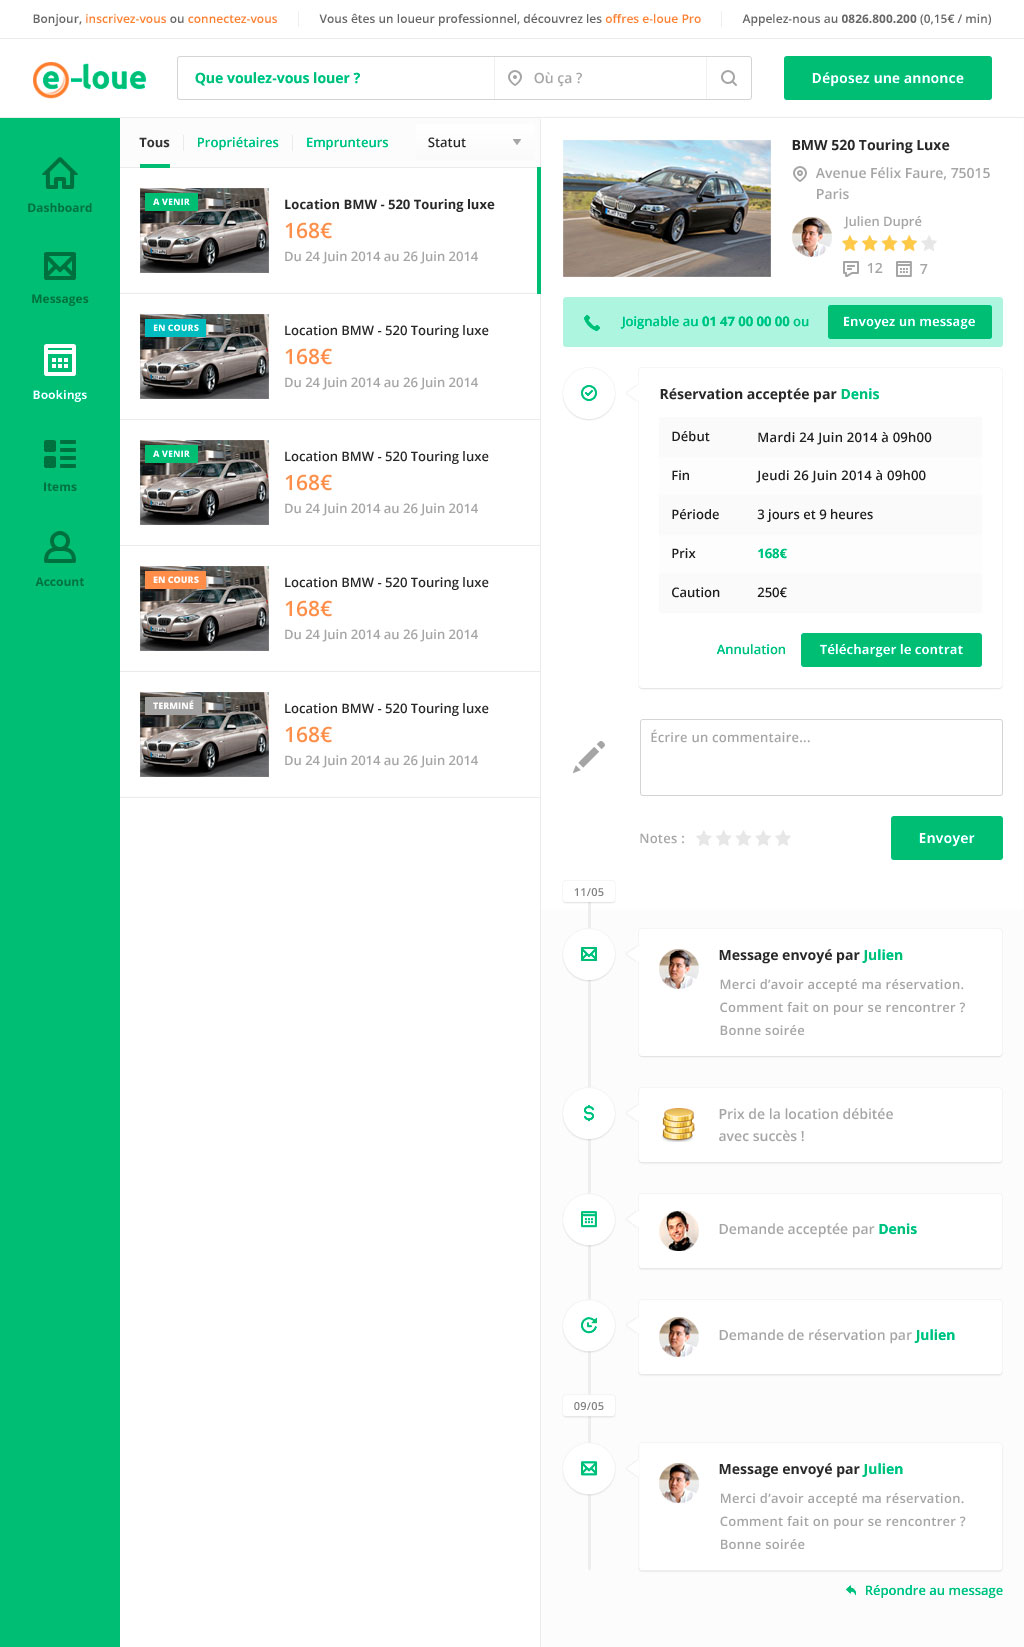 Bonjour, inscrivez-vous ou connectez-vous
Vous êtes un loueur professionnel, découvrez les offres e-loue Pro
Appelez-nous au 0826.800.200 (0,15€ / min)
e-loue
Que voulez-vous louer ?
Où ça ?
Déposez une annonce
Dashboard
Messages
Bookings
Items
Account
Tous
Propriétaires
Emprunteurs
Statut
A VENIR
Location BMW - 520 Touring luxe
168€
Du 24 Juin 2014 au 26 Juin 2014
EN COURS
Location BMW - 520 Touring luxe
168€
Du 24 Juin 2014 au 26 Juin 2014
A VENIR
Location BMW - 520 Touring luxe
168€
Du 24 Juin 2014 au 26 Juin 2014
EN COURS
Location BMW - 520 Touring luxe
168€
Du 24 Juin 2014 au 26 Juin 2014
TERMINÉ
Location BMW - 520 Touring luxe
168€
Du 24 Juin 2014 au 26 Juin 2014
BMW 520 Touring Luxe
Avenue Félix Faure, 75015
Paris
Julien Dupré
12
7
Joignable au 01 47 00 00 00 ou
Envoyez un message
Réservation acceptée par Denis
Début Mardi 24 Juin 2014 à 09h00
Fin Jeudi 26 Juin 2014 à 09h00
Période 3 jours et 9 heures
Prix 168€
Caution 250€
Annulation
Télécharger le contrat
Écrire un commentaire...
Notes :
Envoyer
11/05
Message envoyé par Julien
Merci d'avoir accepté ma réservation.
Comment fait on pour se rencontrer ?
Bonne soirée
$
Prix de la location débitée
avec succès !
Demande acceptée par Denis
Demande de réservation par Julien
09/05
Message envoyé par Julien
Merci d'avoir accepté ma réservation.
Comment fait on pour se rencontrer ?
Bonne soirée
Répondre au message